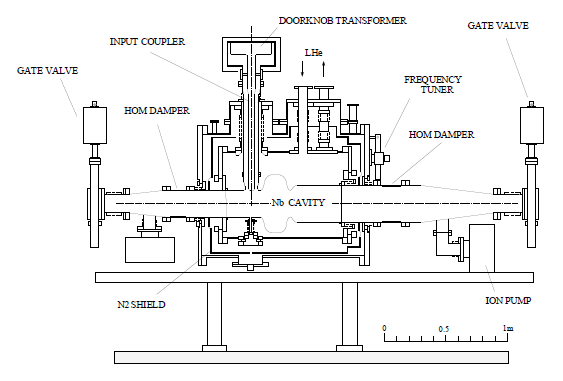 DOORKNOB TRANSFORMER
GATE VALVE
INPUT COUPLER
LHe
GATE VALVE
FREQUENCY
TUNER
HOM DAMPER
HOM DAMPER
Nb CAVITY
N2 SHIELD
ION PUMP
0 0.5 1m